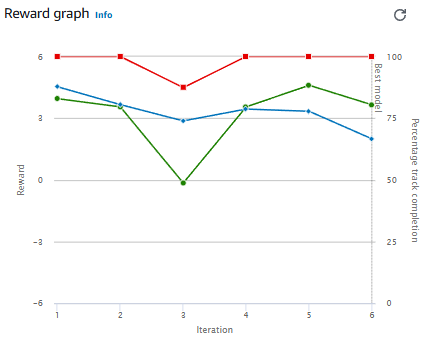 Reward graph Info
6
3
0
−3
−6
Reward
100
75
50
25
0
Percentage track completion
Best model
1 2 3 4 5 6
Iteration